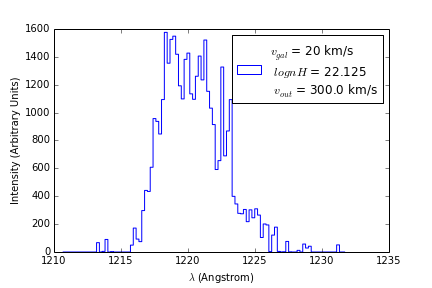 1600
1400
1200
1000
800
600
400
200
0
Intensity (Arbitrary Units)
v_gal = 20 km/s
lognH = 22.125
v_out = 300.0 km/s
1210 1215 1220 1225 1230 1235
λ (Angstrom)